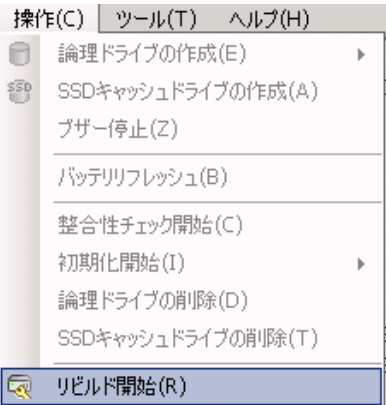 操作(C) ツール(T) ヘルプ(H)
論理ドライブの作成(E)
SSD SSDキャッシュドライブの作成(A)
ブザー停止(Z)
バッテリリフレッシュ(B)
整合性チェック開始(C)
初期化開始(I)
論理ドライブの削除(D)
SSDキャッシュドライブの削除(T)
リビルド開始(R)